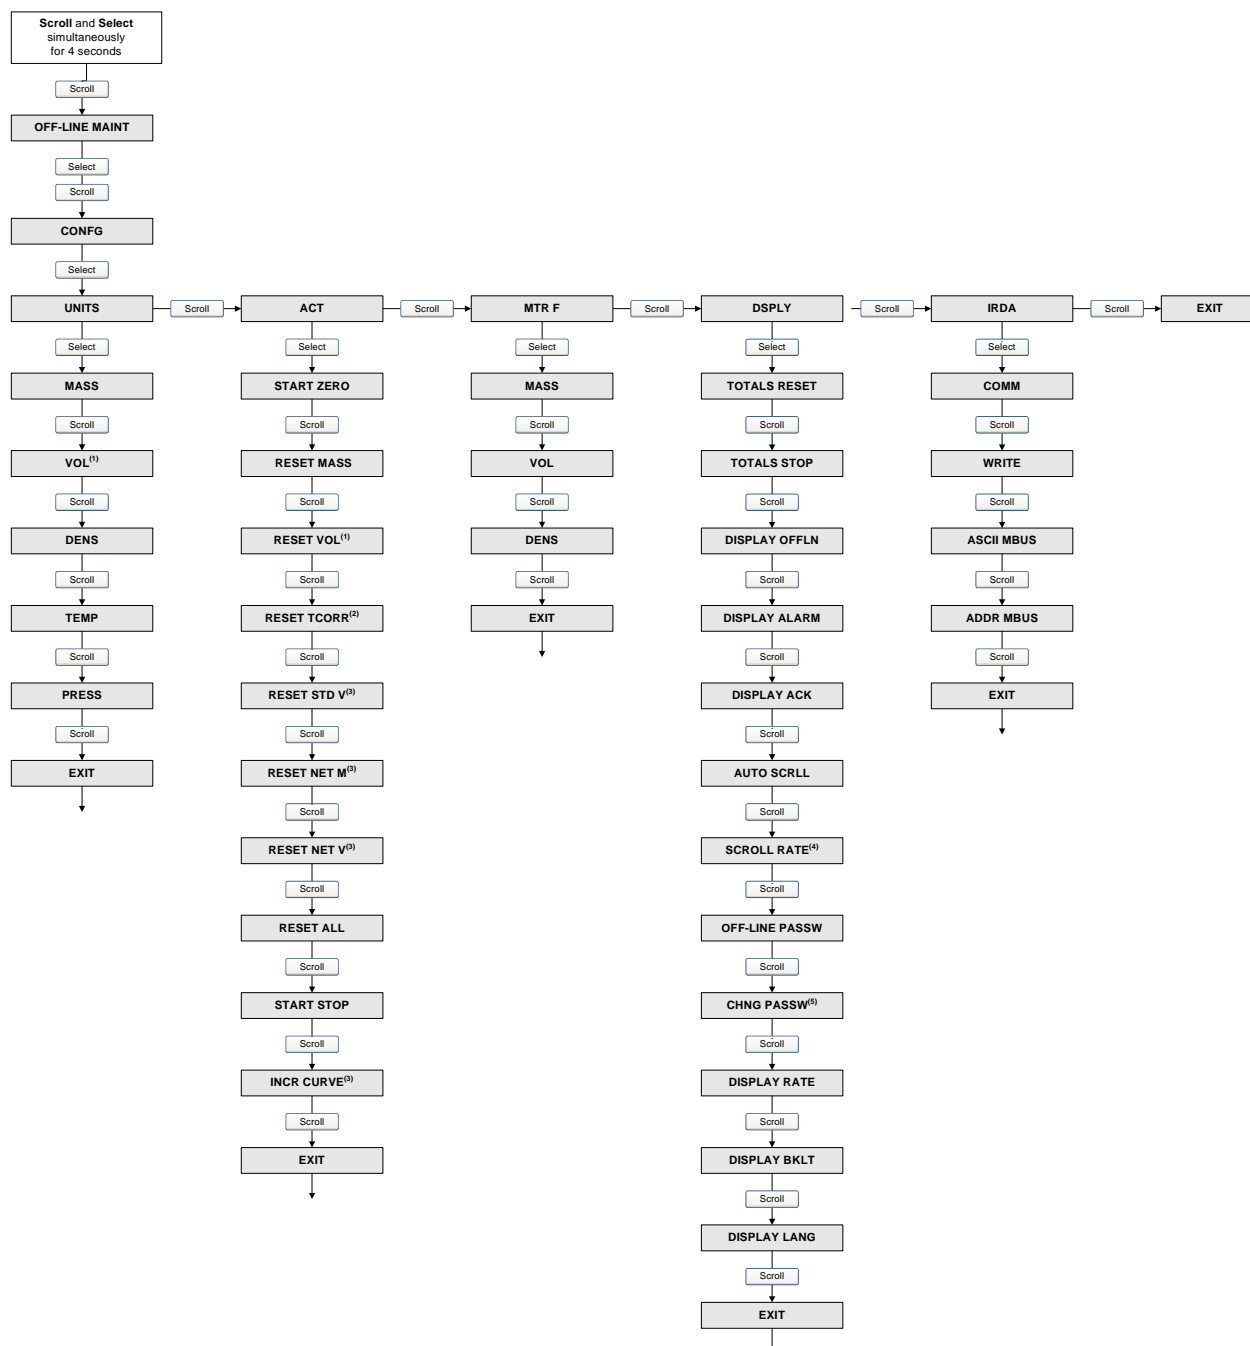 Scroll and Select
simultaneously
for 4 seconds
Scroll
OFF-LINE MAINT
Select
Scroll
CONFG
Select
UNITS
Scroll
ACT
Scroll
MTR F
Scroll
DSPLY
Scroll
IRDA
Scroll
EXIT
Select
MASS
Scroll
VOL(1)
Scroll
DENS
Scroll
TEMP
Scroll
PRESS
Scroll
EXIT
Select
START ZERO
Scroll
RESET MASS
Scroll
RESET VOL(1)
Scroll
RESET TCORR(2)
Scroll
RESET STD V(3)
Scroll
RESET NET M(3)
Scroll
RESET NET V(3)
Scroll
RESET ALL
Scroll
START STOP
Scroll
INCR CURVE(3)
Scroll
EXIT
Select
MASS
Scroll
VOL
Scroll
DENS
Scroll
EXIT
Select
TOTALS RESET
Scroll
TOTALS STOP
Scroll
DISPLAY OFFLN
Scroll
DISPLAY ALARM
Scroll
DISPLAY ACK
Scroll
AUTO SCRLL
Scroll
SCROLL RATE(4)
Scroll
OFF-LINE PASSW
Scroll
CHNG PASSW(5)
Scroll
DISPLAY RATE
Scroll
DISPLAY BKLT
Scroll
DISPLAY LANG
Scroll
EXIT
Select
COMM
Scroll
WRITE
Scroll
ASCII MBUS
Scroll
ADDR MBUS
Scroll
EXIT